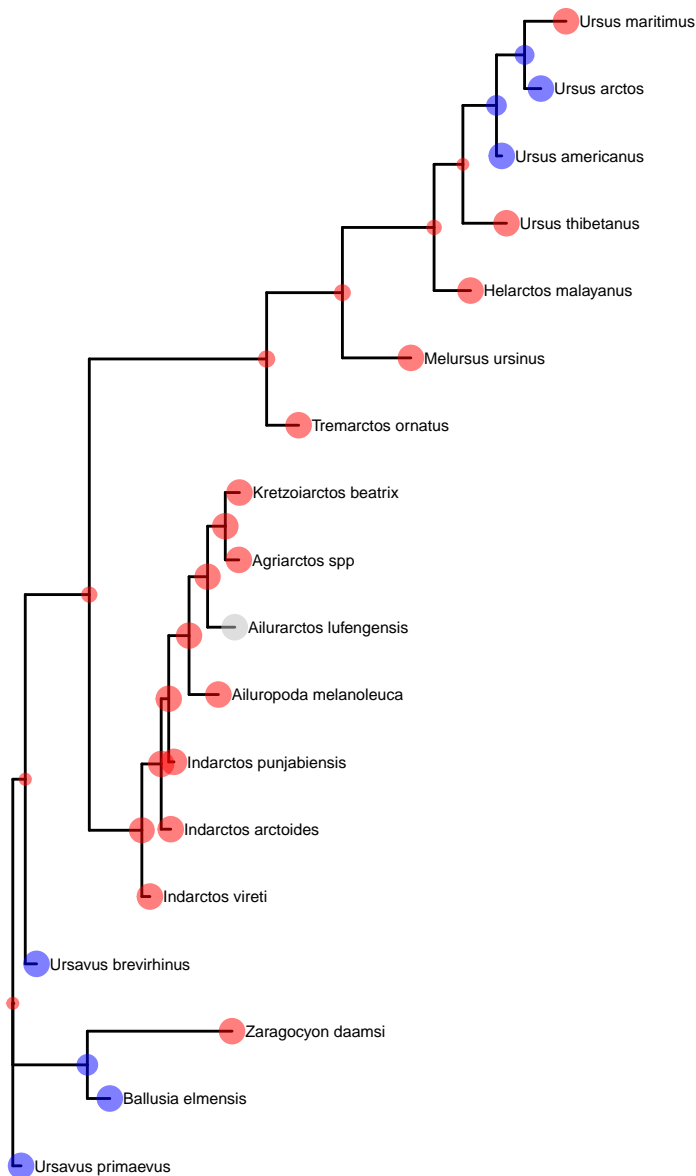 Ursus maritimus
Ursus arctos
Ursus americanus
Ursus thibetanus
Helarctos malayanus
Melursus ursinus
Tremarctos ornatus
Kretzoiarctos beatrix
Agriarctos spp
Ailurarctos lufengensis
Ailuropoda melanoleuca
Indarctos punjabiensis
Indarctos arctoides
Indarctos vireti
Ursavus brevirhinus
Zaragocyon daamsi
Ballusia elmensis
Ursavus primaevus